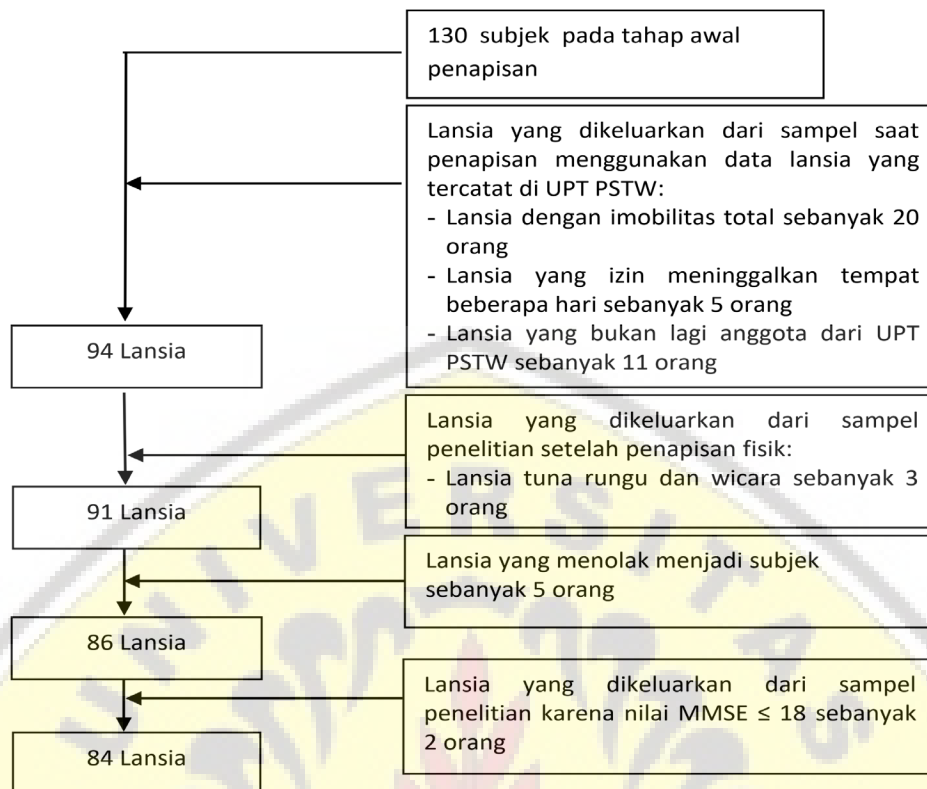 130 subjek pada tahap awal
penapisan
Lansia yang dikeluarkan dari sampel saat
penapisan menggunakan data lansia yang
tercatat di UPT PSTW:
- Lansia dengan imobilitas total sebanyak 20
orang
- Lansia yang izin meninggalkan tempat
beberapa hari sebanyak 5 orang
- Lansia yang bukan lagi anggota dari UPT
PSTW sebanyak 11 orang
94 Lansia
Lansia yang dikeluarkan dari sampel
penelitian setelah penapisan fisik:
- Lansia tuna rungu dan wicara sebanyak 3
orang
91 Lansia
Lansia yang menolak menjadi subjek
sebanyak 5 orang
86 Lansia
Lansia yang dikeluarkan dari sampel
penelitian karena nilai MMSE ≤ 18 sebanyak
2 orang
84 Lansia
UNIVERSITAS